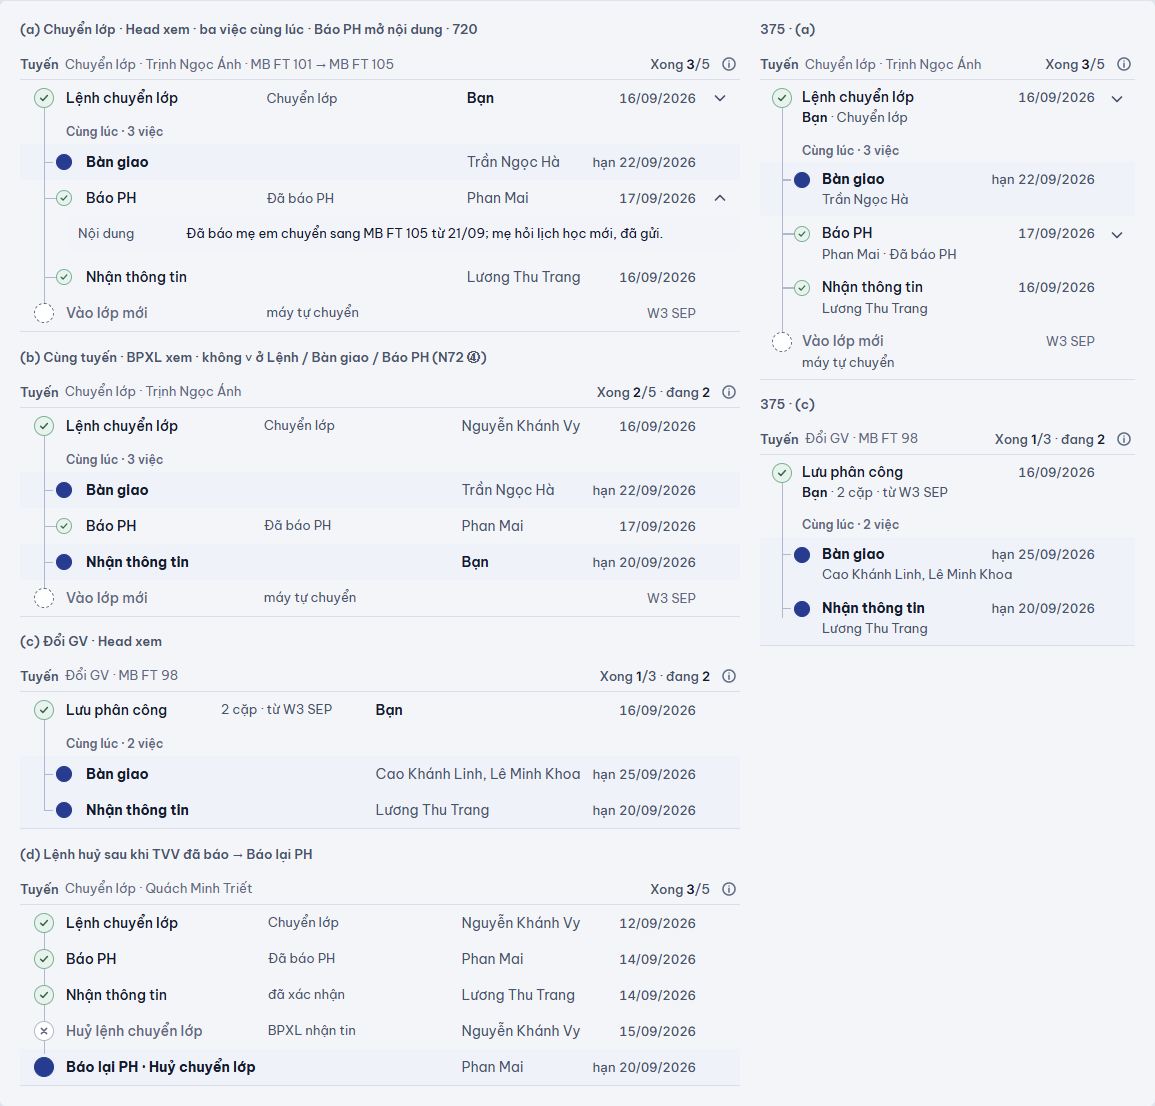 (a) Chuyển lớp · Head xem · ba việc cùng lúc · Báo PH mở nội dung · 720
Tuyến Chuyển lớp · Trịnh Ngọc Ánh · MB FT 101 → MB FT 105 Xong 3/5
Lệnh chuyển lớp Chuyển lớp Bạn 16/09/2026
Cùng lúc · 3 việc
Bàn giao Trần Ngọc Hà hạn 22/09/2026
Báo PH Đã báo PH Phan Mai 17/09/2026
Nội dung Đã báo mẹ em chuyển sang MB FT 105 từ 21/09; mẹ hỏi lịch học mới, đã gửi.
Nhận thông tin Lương Thu Trang 16/09/2026
Vào lớp mới máy tự chuyển W3 SEP
(b) Cùng tuyến · BPXL xem · không ˅ ở Lệnh / Bàn giao / Báo PH (N72 ④)
Tuyến Chuyển lớp · Trịnh Ngọc Ánh Xong 2/5 · đang 2
Lệnh chuyển lớp Chuyển lớp Nguyễn Khánh Vy 16/09/2026
Cùng lúc · 3 việc
Bàn giao Trần Ngọc Hà hạn 22/09/2026
Báo PH Đã báo PH Phan Mai 17/09/2026
Nhận thông tin Bạn hạn 20/09/2026
Vào lớp mới máy tự chuyển W3 SEP
(c) Đổi GV · Head xem
Tuyến Đổi GV · MB FT 98 Xong 1/3 · đang 2
Lưu phân công 2 cặp · từ W3 SEP Bạn 16/09/2026
Cùng lúc · 2 việc
Bàn giao Cao Khánh Linh, Lê Minh Khoa hạn 25/09/2026
Nhận thông tin Lương Thu Trang hạn 20/09/2026
(d) Lệnh huỷ sau khi TVV đã báo → Báo lại PH
Tuyến Chuyển lớp · Quách Minh Triết Xong 3/5
Lệnh chuyển lớp Chuyển lớp Nguyễn Khánh Vy 12/09/2026
Báo PH Đã báo PH Phan Mai 14/09/2026
Nhận thông tin đã xác nhận Lương Thu Trang 14/09/2026
Huỷ lệnh chuyển lớp BPXL nhận tin Nguyễn Khánh Vy 15/09/2026
Báo lại PH · Huỷ chuyển lớp Phan Mai hạn 20/09/2026
375 · (a)
Tuyến Chuyển lớp · Trịnh Ngọc Ánh Xong 3/5
Lệnh chuyển lớp 16/09/2026
Bạn · Chuyển lớp
Cùng lúc · 3 việc
Bàn giao hạn 22/09/2026
Trần Ngọc Hà
Báo PH 17/09/2026
Phan Mai · Đã báo PH
Nhận thông tin 16/09/2026
Lương Thu Trang
Vào lớp mới W3 SEP
máy tự chuyển
375 · (c)
Tuyến Đổi GV · MB FT 98 Xong 1/3 · đang 2
Lưu phân công 16/09/2026
Bạn · 2 cặp · từ W3 SEP
Cùng lúc · 2 việc
Bàn giao hạn 25/09/2026
Cao Khánh Linh, Lê Minh Khoa
Nhận thông tin hạn 20/09/2026
Lương Thu Trang